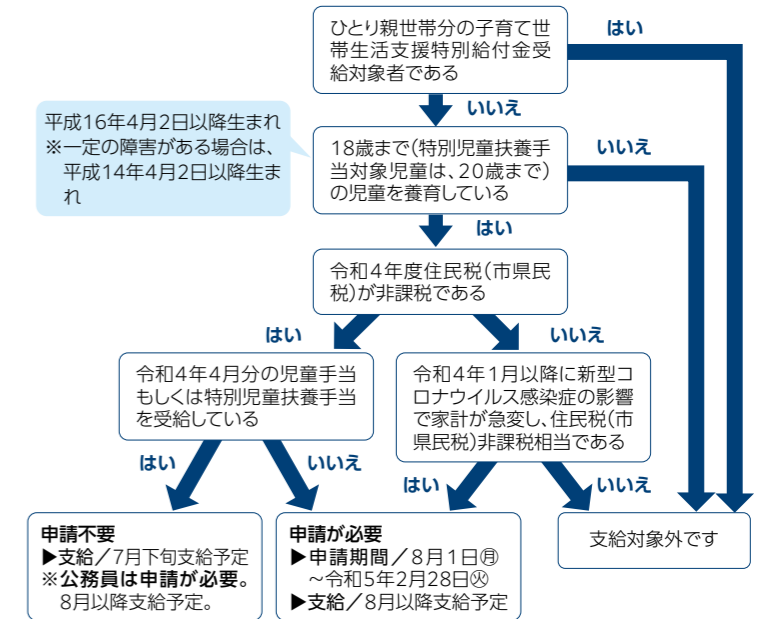 ひとり親世帯分の子育て世
帯生活支援特別給付金受
給対象者である
はい
いいえ
平成16年4月2日以降生まれ
※一定の障害がある場合は、
平成14年4月2日以降生ま
れ
18歳まで(特別児童扶養手
当対象児童は、20歳まで)
の児童を養育している
いいえ
はい
令和4年度住民税(市県民
税)が非課税である
はい
いいえ
令和4年4月分の児童手当
もしくは特別児童扶養手当
を受給している
令和4年1月以降に新型コ
ロナウイルス感染症の影響
で家計が急変し、住民税(市
県民税)非課税相当である
はい
いいえ
はい
いいえ
申請不要
▶支給/7月下旬支給予定
※公務員は申請が必要。
8月以降支給予定。
申請が必要
▶申請期間/8月1日㊊
~令和5年2月28日㊋
▶支給/8月以降支給予定
支給対象外です